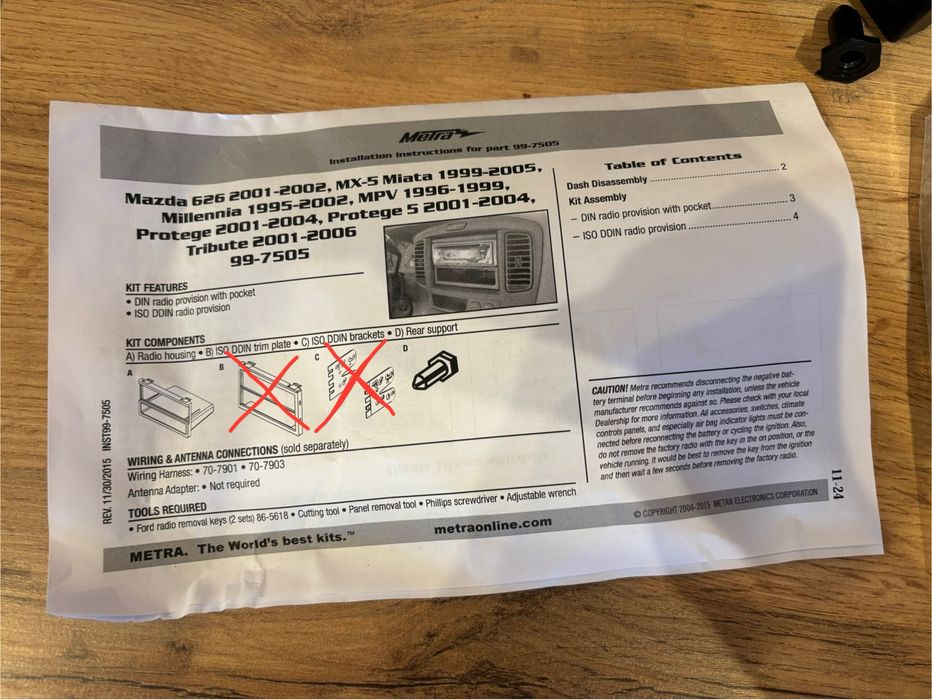 Metra
Installation instructions for part 99-7505
Mazda 626 2001-2002, MX-5 Miata 1999-2005,
Millennia 1995-2002, MPV 1996-1999,
Protege 2001-2004, Protege 5 2001-2004,
Tribute 2001-2006
99-7505
KIT FEATURES
• DIN radio provision with pocket
• ISO DDIN radio provision
KIT COMPONENTS
A) Radio housing • B) ISO DDIN trim plate • C) ISO DDIN brackets • D) Rear support
A
B
C
D
WIRING & ANTENNA CONNECTIONS (sold separately)
Wiring Harness: • 70-7901 • 70-7903
Antenna Adapter: • Not required
TOOLS REQUIRED
• Ford radio removal keys (2 sets) 86-5618 • Cutting tool • Panel removal tool • Phillips screwdriver • Adjustable wrench
REV. 11/30/2015 INST99-7505
Table of Contents
Dash Disassembly ........................................ 2
Kit Assembly
– DIN radio provision with pocket........................ 3
– ISO DDIN radio provision ................................ 4
CAUTION! Metra recommends disconnecting the negative bat-
tery terminal before beginning any installation, unless the vehicle
manufacturer recommends against so. Please check with your local
Dealership for more information. All accessories, switches, climate
controls panels, and especially air bag indicator lights must be con-
nected before reconnecting the battery or cycling the ignition. Also,
do not remove the factory radio with the key in the on position, or the
vehicle running. It would be best to remove the key from the ignition
and then wait a few seconds before removing the factory radio.
11-24
METRA. The World's best kits.™
metraonline.com
© COPYRIGHT 2004-2015 METRA ELECTRONICS CORPORATION